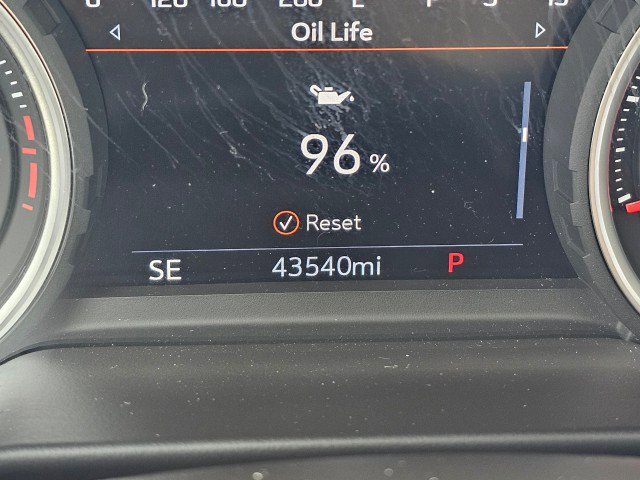 Oil Life
96 %
Reset
SE 43540mi P